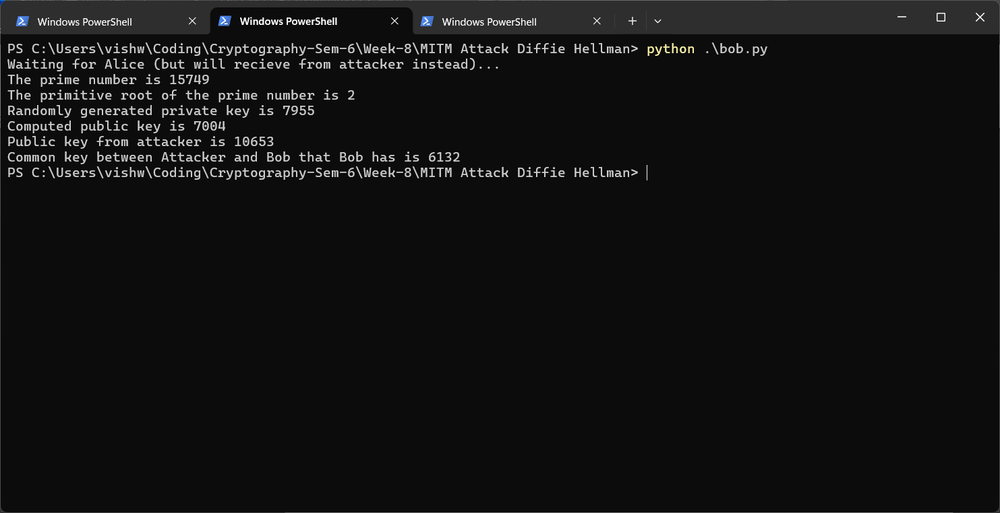 Windows PowerShell Windows PowerShell Windows PowerShell
PS C:\Users\vishw\Coding\Cryptography-Sem-6\Week-8\MITM Attack Diffie Hellman> python .\bob.py
Waiting for Alice (but will recieve from attacker instead)...
The prime number is 15749
The primitive root of the prime number is 2
Randomly generated private key is 7955
Computed public key is 7004
Public key from attacker is 10653
Common key between Attacker and Bob that Bob has is 6132
PS C:\Users\vishw\Coding\Cryptography-Sem-6\Week-8\MITM Attack Diffie Hellman>